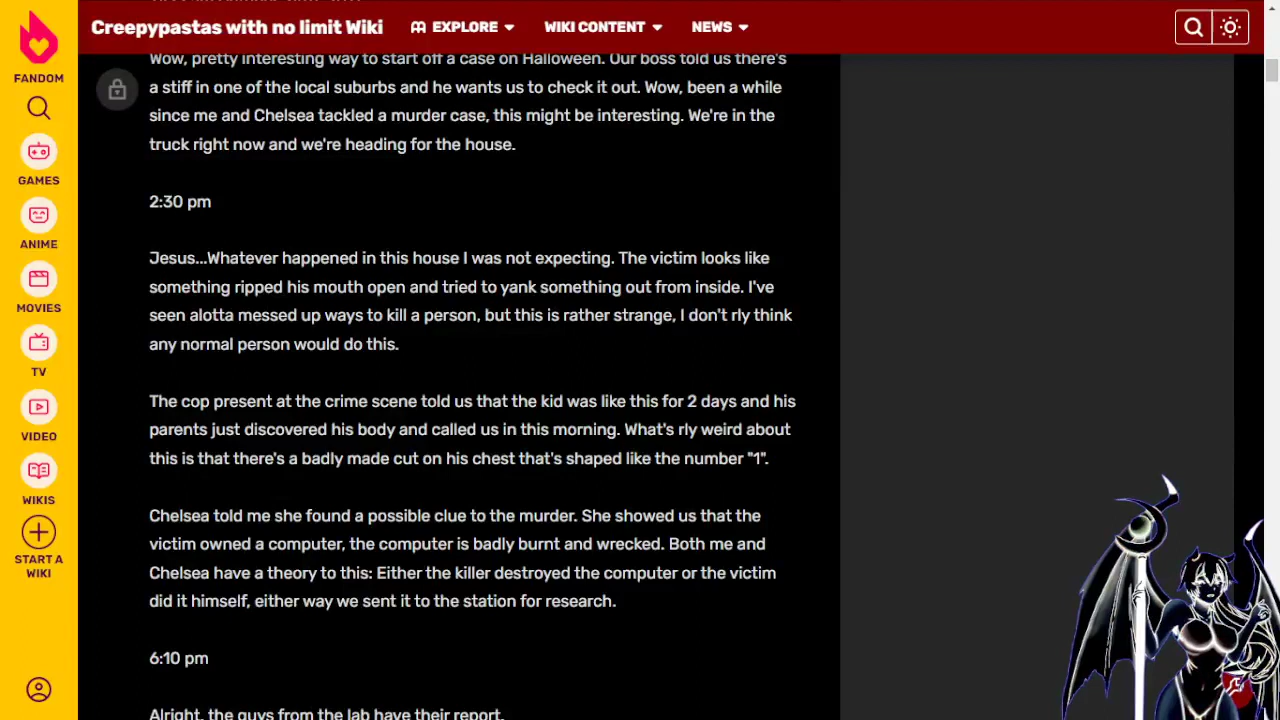 Creepypastas with no limit Wiki
EXPLORE
WIKI CONTENT
NEWS
FANDOM
GAMES
ANIME
MOVIES
TV
VIDEO
WIKIS
START A
WIKI
Wow, pretty interesting way to start off a case on Halloween. Our boss told us there's
a stiff in one of the local suburbs and he wants us to check it out. Wow, been a while
since me and Chelsea tackled a murder case, this might be interesting. We're in the
truck right now and we're heading for the house.
2:30 pm
Jesus...Whatever happened in this house I was not expecting. The victim looks like
something ripped his mouth open and tried to yank something out from inside. I've
seen alotta messed up ways to kill a person, but this is rather strange, I don't rly think
any normal person would do this.
The cop present at the crime scene told us that the kid was like this for 2 days and his
parents just discovered his body and called us in this morning. What's rly weird about
this is that there's a badly made cut on his chest that's shaped like the number "1".
Chelsea told me she found a possible clue to the murder. She showed us that the
victim owned a computer, the computer is badly burnt and wrecked. Both me and
Chelsea have a theory to this: Either the killer destroyed the computer or the victim
did it himself, either way we sent it to the station for research.
6:10 pm
Alright, the guys from the lab have their report.